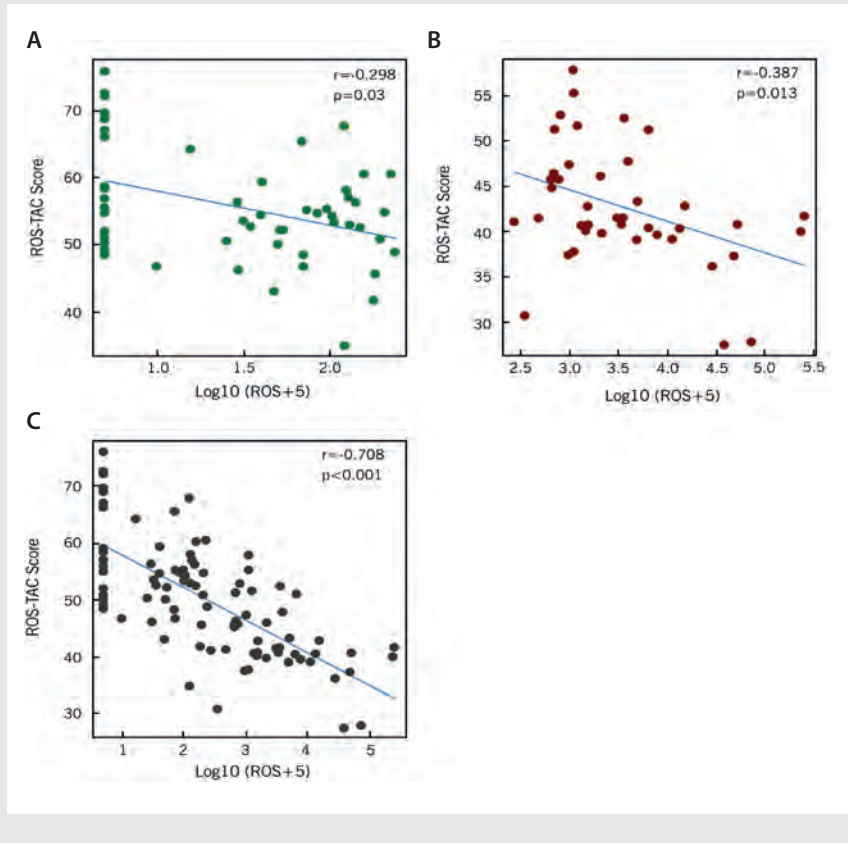 A
r=-0.298
p=0.03
70
60
50
40
ROS-TAC Score
1.0
1.5
2.0
Log10 (ROS+5)
B
r=-0.387
p=0.013
55
50
45
40
35
30
ROS-TAC Score
2.5
3.0
3.5
4.0
4.5
5.0
5.5
Log10 (ROS+5)
C
r=-0.708
p<0.001
70
60
50
40
30
ROS-TAC Score
1
2
3
4
5
Log10 (ROS+5)